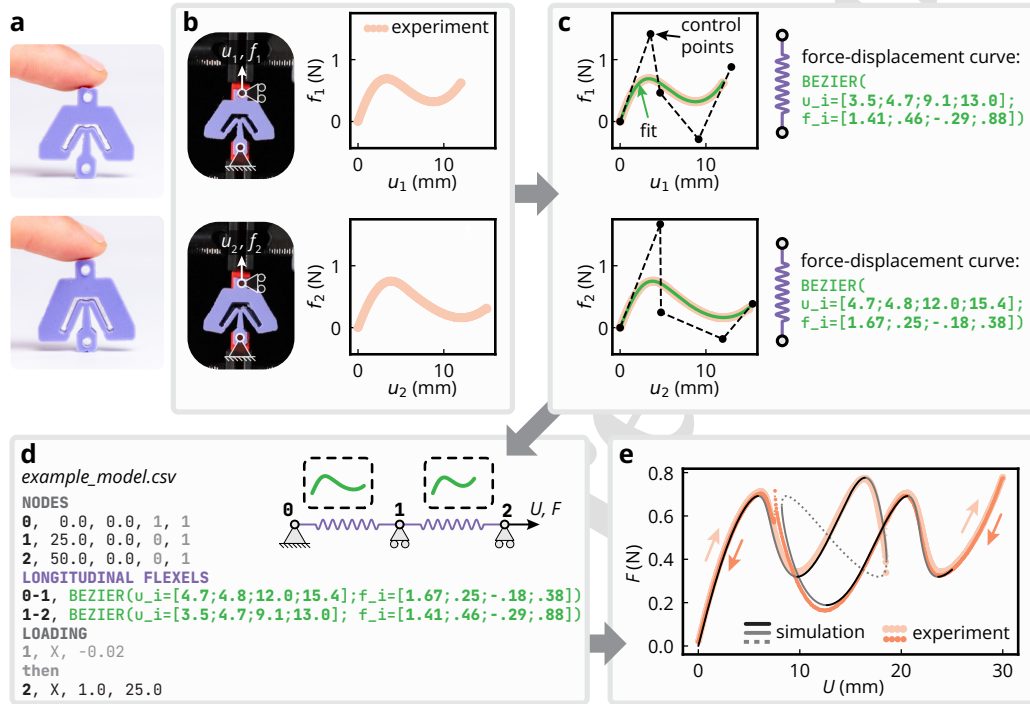 a
b
u1, f1
f1 (N)
1
0
experiment
0
10
u1 (mm)
u2, f2
f2 (N)
1
0
0
10
u2 (mm)
c
f1 (N)
1
0
control
points
fit
0
10
u1 (mm)
force-displacement curve:
BEZIER(
u_i=[3.5;4.7;9.1;13.0];
f_i=[1.41;.46;-.29;.88])
f2 (N)
1
0
0
10
u2 (mm)
force-displacement curve:
BEZIER(
u_i=[4.7;4.8;12.0;15.4];
f_i=[1.67;.25;-.18;.38])
d
example_model.csv
NODES
0, 0.0, 0.0, 1, 1
1, 25.0, 0.0, 0, 1
2, 50.0, 0.0, 0, 1
LONGITUDINAL FLEXELS
0-1, BEZIER(u_i=[4.7;4.8;12.0;15.4];f_i=[1.67;.25;-.18;.38])
1-2, BEZIER(u_i=[3.5;4.7;9.1;13.0]; f_i=[1.41;.46;-.29;.88])
LOADING
1, X, -0.02
then
2, X, 1.0, 25.0
0
1
2
U, F
e
F (N)
0.8
0.6
0.4
0.2
0.0
simulation
experiment
0
10
20
30
U (mm)